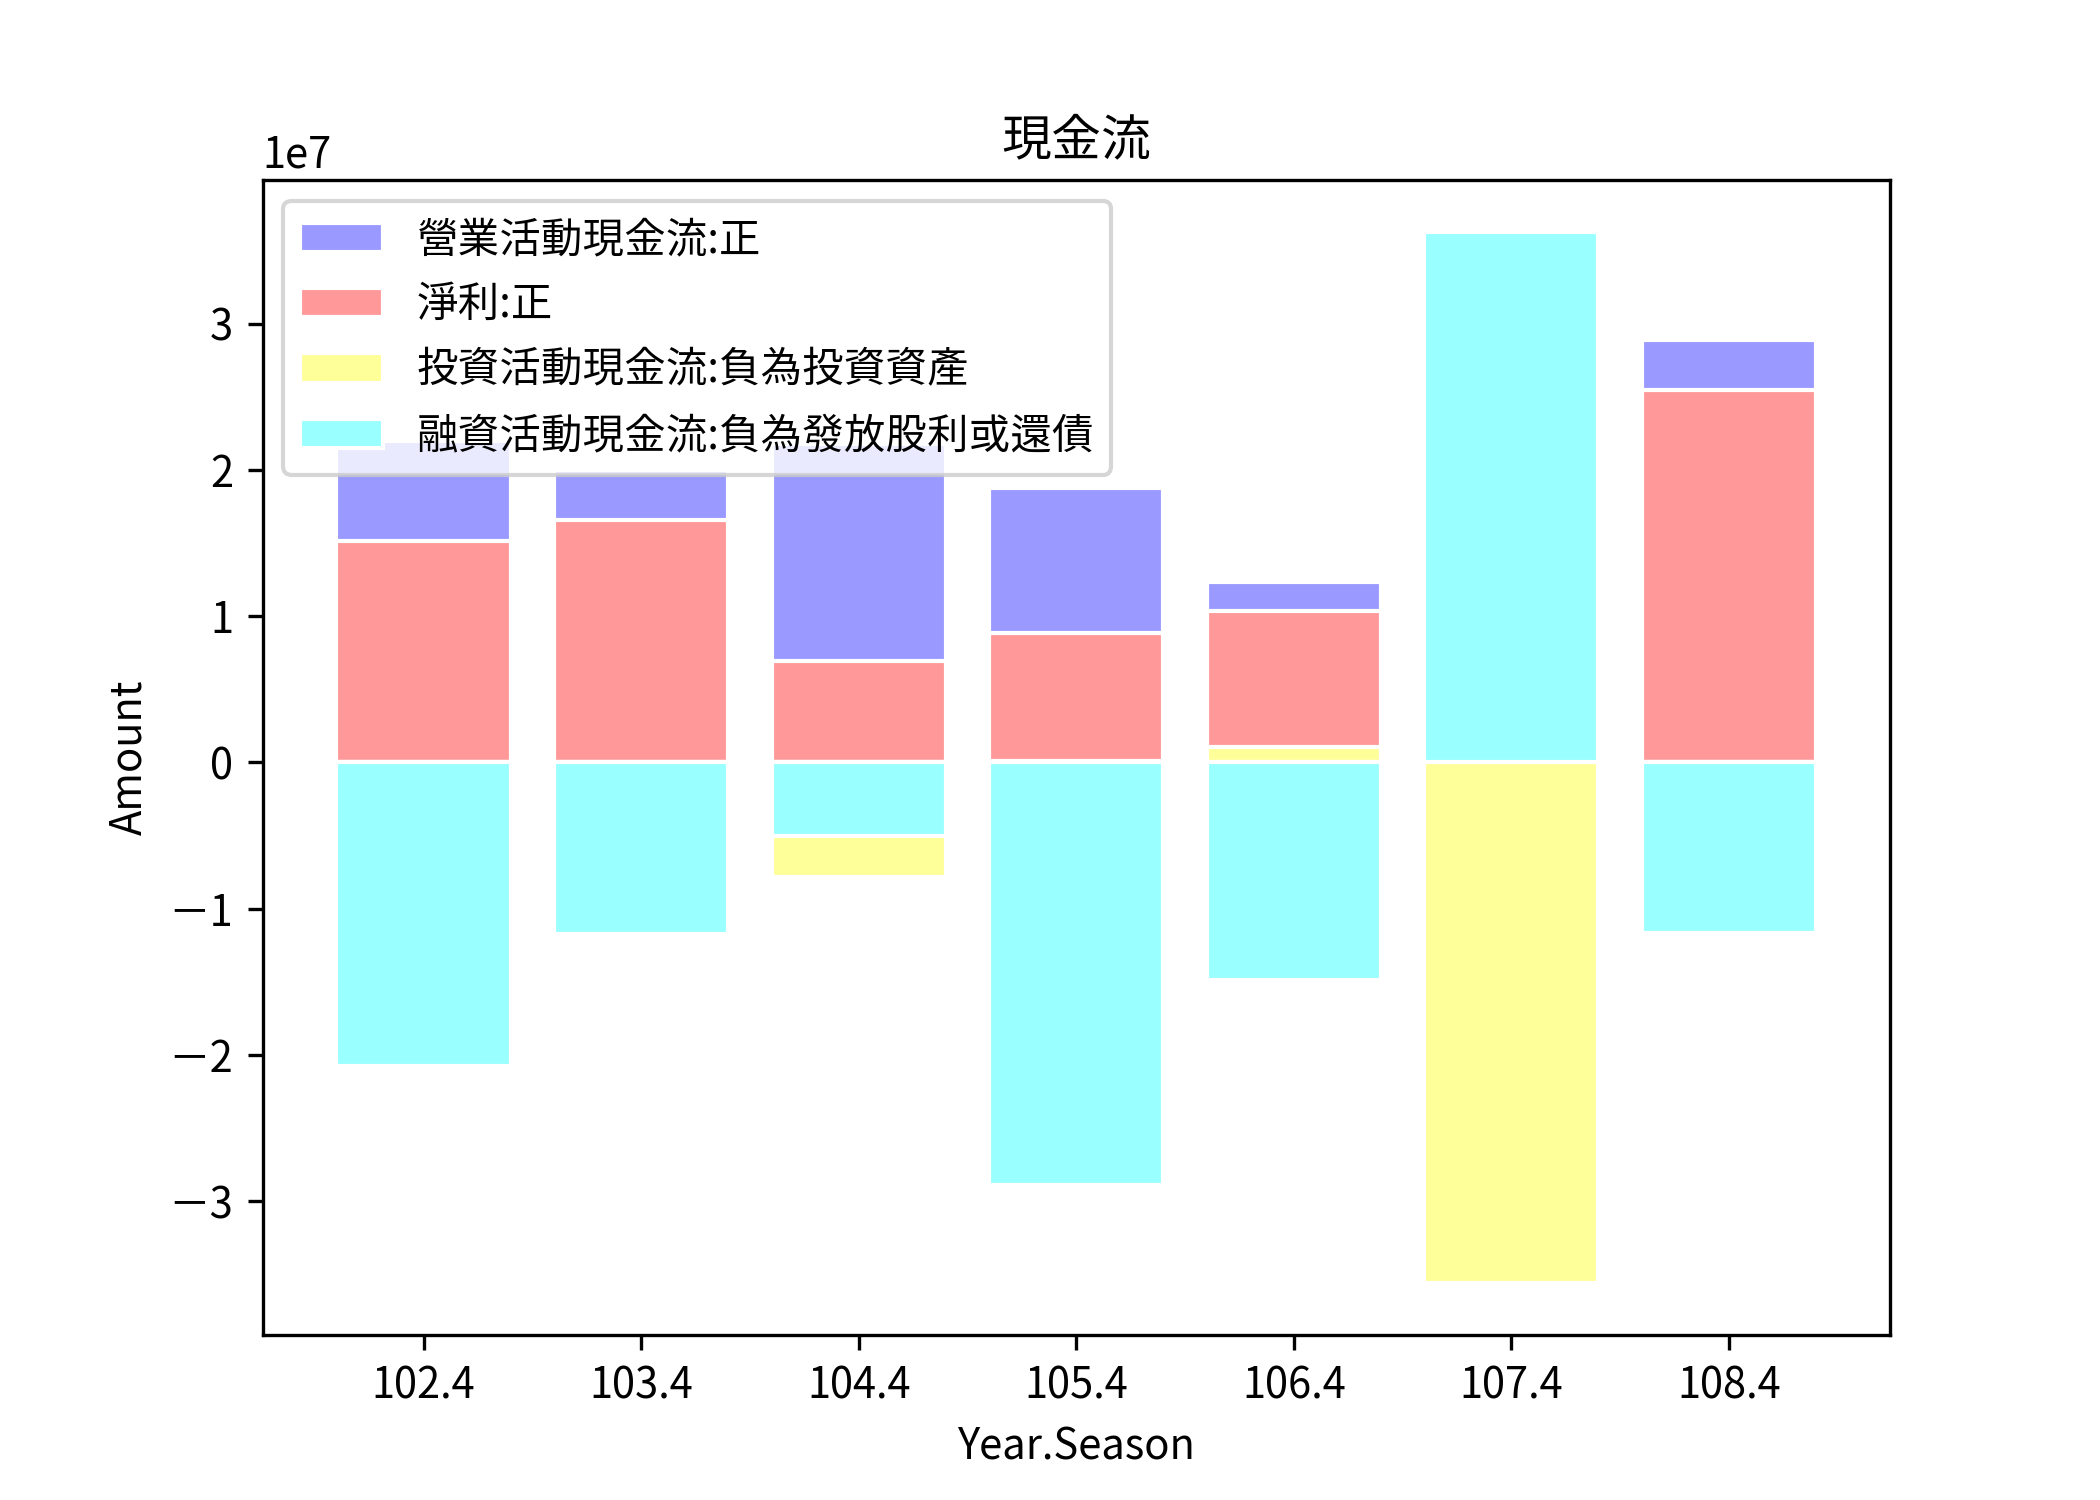 現金流
1e7
營業活動現金流:正
淨利:正
投資活動現金流:負為投資資產
融資活動現金流:負為發放股利或還債
3
2
1
0
−1
−2
−3
Amount
102.4 103.4 104.4 105.4 106.4 107.4 108.4
Year.Season